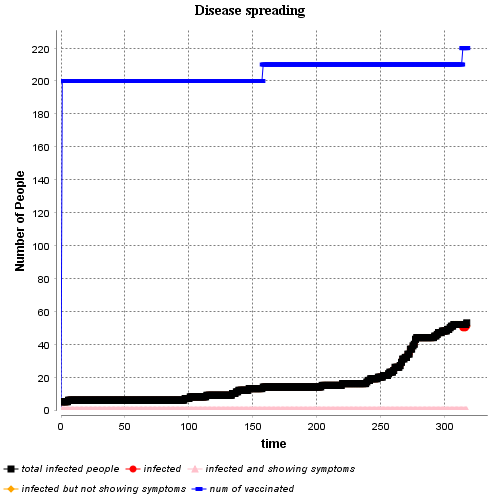 Disease spreading
220
200
180
160
140
120
100
80
60
40
20
0
Number of People
0 50 100 150 200 250 300
time
total infected people infected infected and showing symptoms
infected but not showing symptoms num of vaccinated